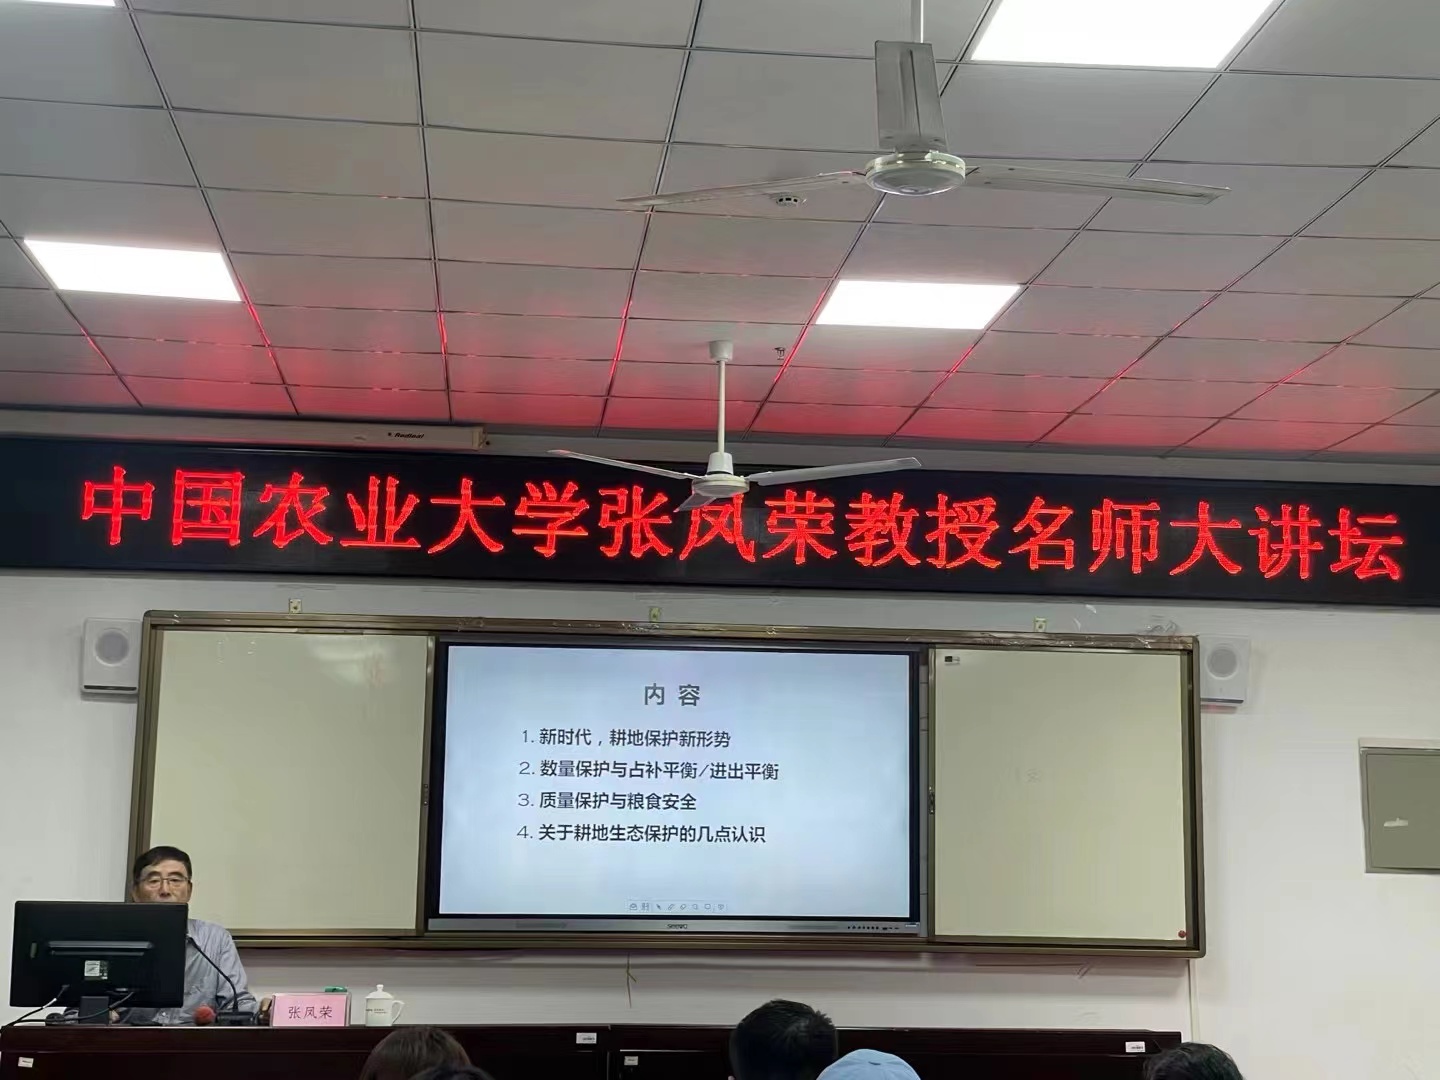 Redleaf
中国农业大学张凤荣教授名师大讲坛
内 容
1. 新时代，耕地保护新形势
2. 数量保护与占补平衡/进出平衡
3. 质量保护与粮食安全
4. 关于耕地生态保护的几点认识
seewo
张凤荣